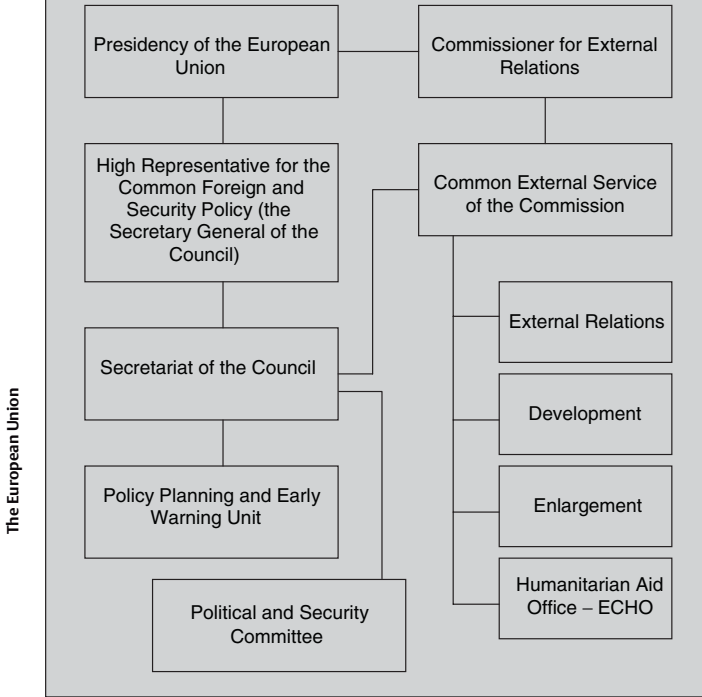 The European Union
Presidency of the European
Union
Commissioner for External
Relations
High Representative for the
Common Foreign and
Security Policy (the
Secretary General of the
Council)
Common External Service
of the Commission
External Relations
Secretariat of the Council
Development
Policy Planning and Early
Warning Unit
Enlargement
Political and Security
Committee
Humanitarian Aid
Office – ECHO